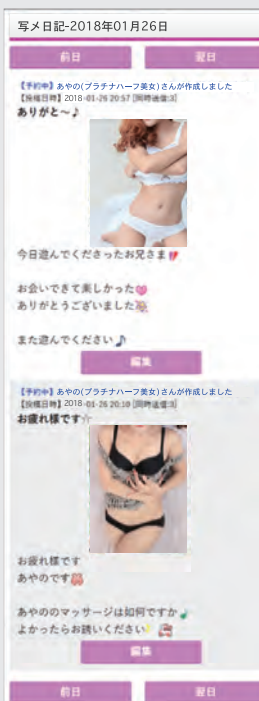 写メ日記-2018年01月26日
前日 翌日
【予約中】あやの(プラチナハーフ美女)さんが作成しました
【投稿日時】2018-01-26 20:57 [同時送信:3]
ありがと〜♪
今日遊んでくださったお兄さま
お会いできて楽しかった
ありがとうございました
また遊んでください
編集
【予約中】あやの(プラチナハーフ美女)さんが作成しました
【投稿日時】2018-01-26 20:10 [同時送信:3]
お疲れ様です☆
お疲れ様です
あやのです
あやののマッサージは如何ですか
よかったらお誘いください
編集
前日 翌日